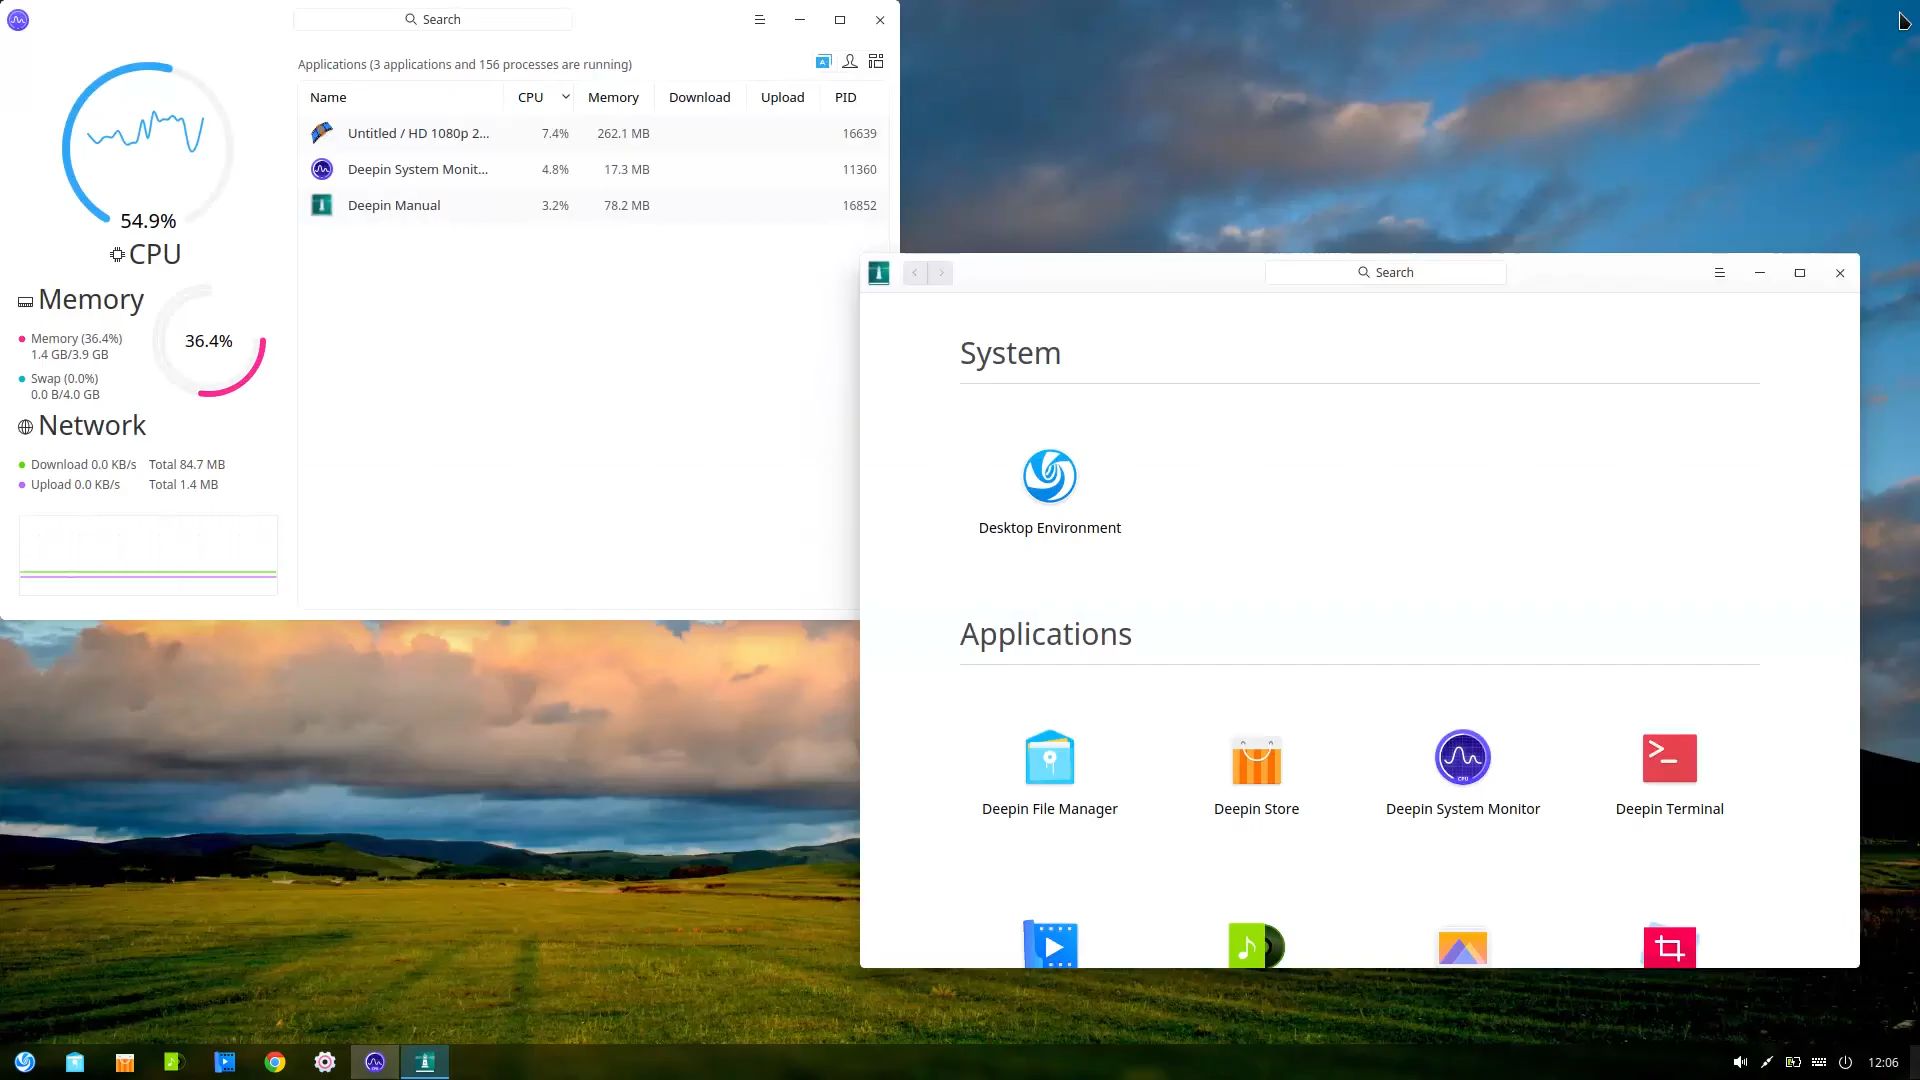 Search
Applications (3 applications and 156 processes are running)
Name CPU Memory Download Upload PID
Untitled / HD 1080p 2... 7.4% 262.1 MB 16639
Deepin System Monit... 4.8% 17.3 MB 11360
Deepin Manual 3.2% 78.2 MB 16852
54.9%
CPU
Memory
Memory (36.4%)
1.4 GB/3.9 GB
36.4%
Swap (0.0%)
0.0 B/4.0 GB
Network
Download 0.0 KB/s Total 84.7 MB
Upload 0.0 KB/s Total 1.4 MB
Search
System
Desktop Environment
Applications
Deepin File Manager
Deepin Store
Deepin System Monitor
Deepin Terminal
12:06